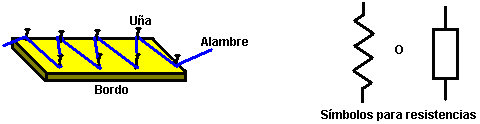 Uña
Alambre
Bordo
O
Símbolos para resistencias